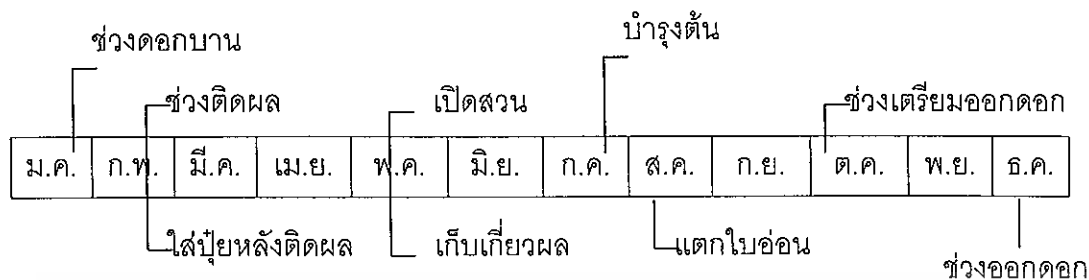 ช่วงดอกบาน
บำรุงต้น
ช่วงติดผล เปิดสวน ช่วงเตรียมออกดอก
ม.ค. ก.พ. มี.ค. เม.ย. พ.ค. มิ.ย. ก.ค. ส.ค. ก.ย. ต.ค. พ.ย. ธ.ค.
ใส่ปุ๋ยหลังติดผล เก็บเกี่ยวผล แตกใบอ่อน
ช่วงออกดอก